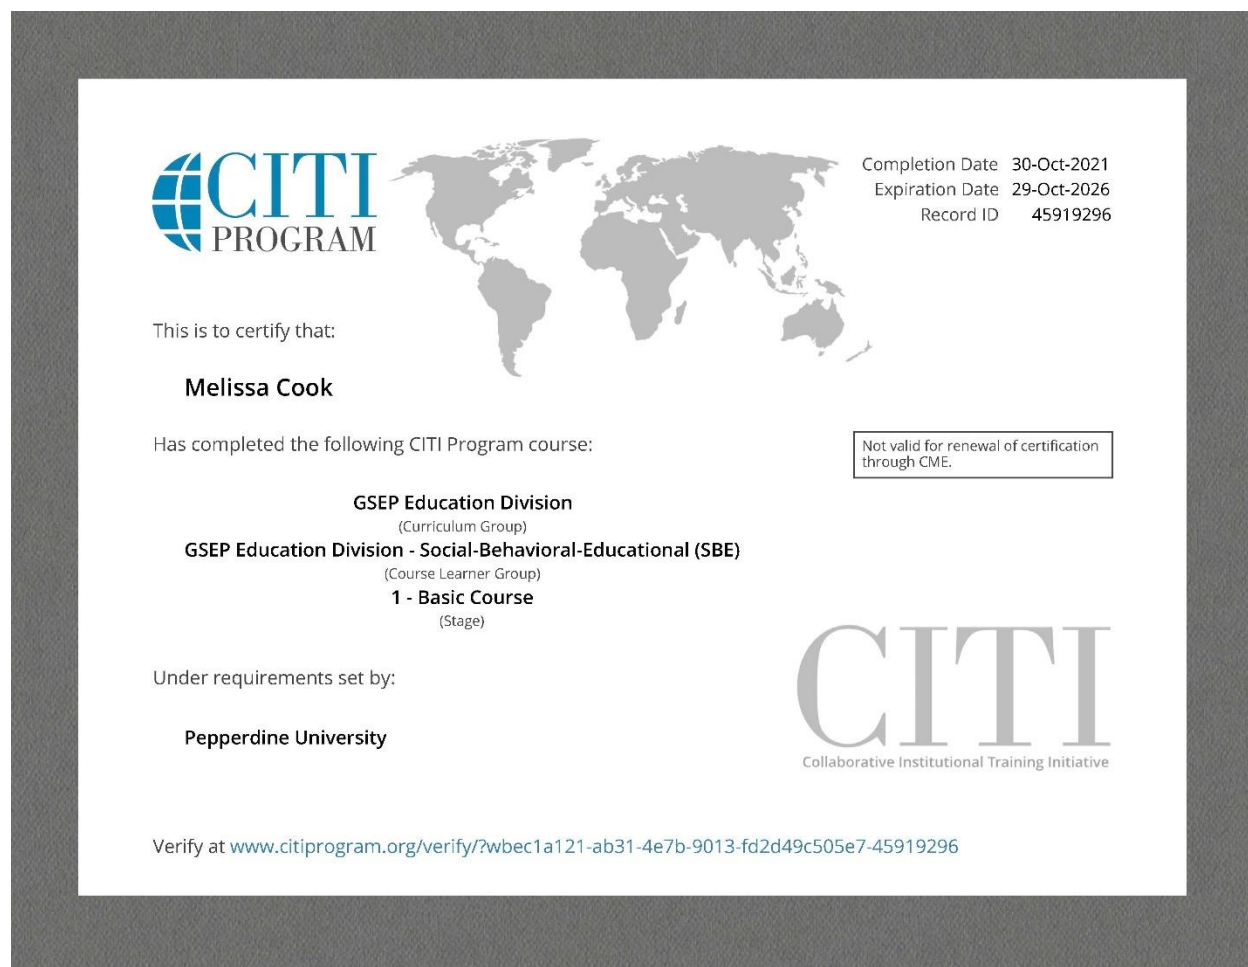 CITI
PROGRAM
Completion Date 30-Oct-2021
Expiration Date 29-Oct-2026
Record ID 45919296
This is to certify that:
Melissa Cook
Has completed the following CITI Program course:
Not valid for renewal of certification
through CME.
GSEP Education Division
(Curriculum Group)
GSEP Education Division - Social-Behavioral-Educational (SBE)
(Course Learner Group)
1 - Basic Course
(Stage)
Under requirements set by:
Pepperdine University
CITI
Collaborative Institutional Training Initiative
Verify at www.citiprogram.org/verify/?wbec1a121-ab31-4e7b-9013-fd2d49c505e7-45919296